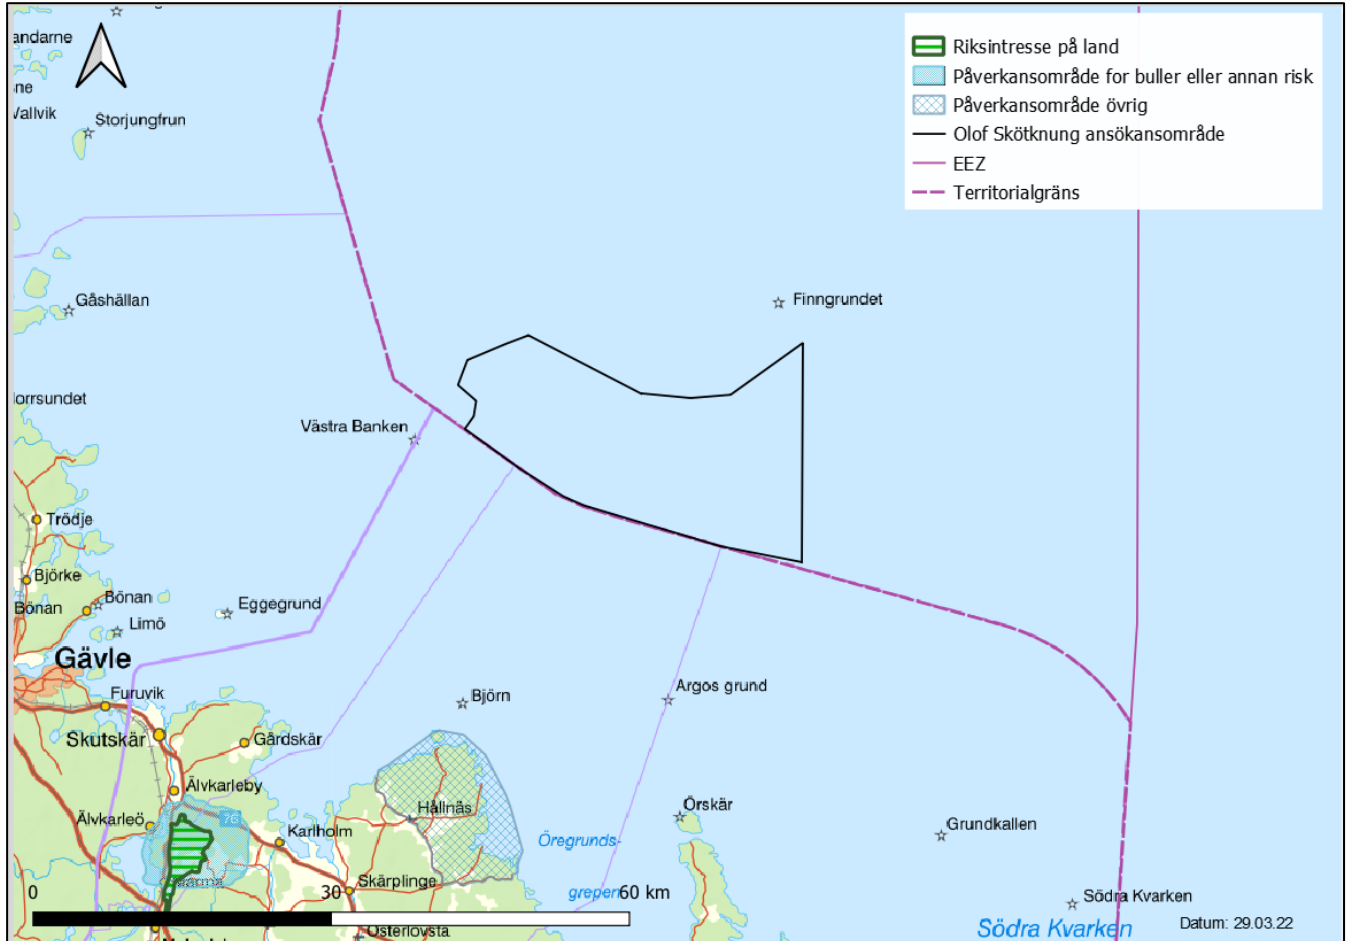 andarne
ne
Vallvik
Storjungfrun
Riksintresse på land
Påverkansområde for buller eller annan risk
Påverkansområde övrig
Olof Skötknung ansökansområde
EEZ
Territorialgräns
Gåshällan
Finngrundet
orrsundet
Västra Banken
Trödje
Björke
Bönan
Bönan
Eggegrund
Limö
Gävle
Furuvik
Björn
Argos grund
Skutskär
Gårdskär
Älvkarleby
Hållnäs
Örskär
Älvkarleö
76
Karlholm
Grundkallen
Öregrunds-
grepen
Skärplinge
0
30
60 km
Södra Kvarken
Södra Kvarken
Datum: 29.03.22
Österlövsta